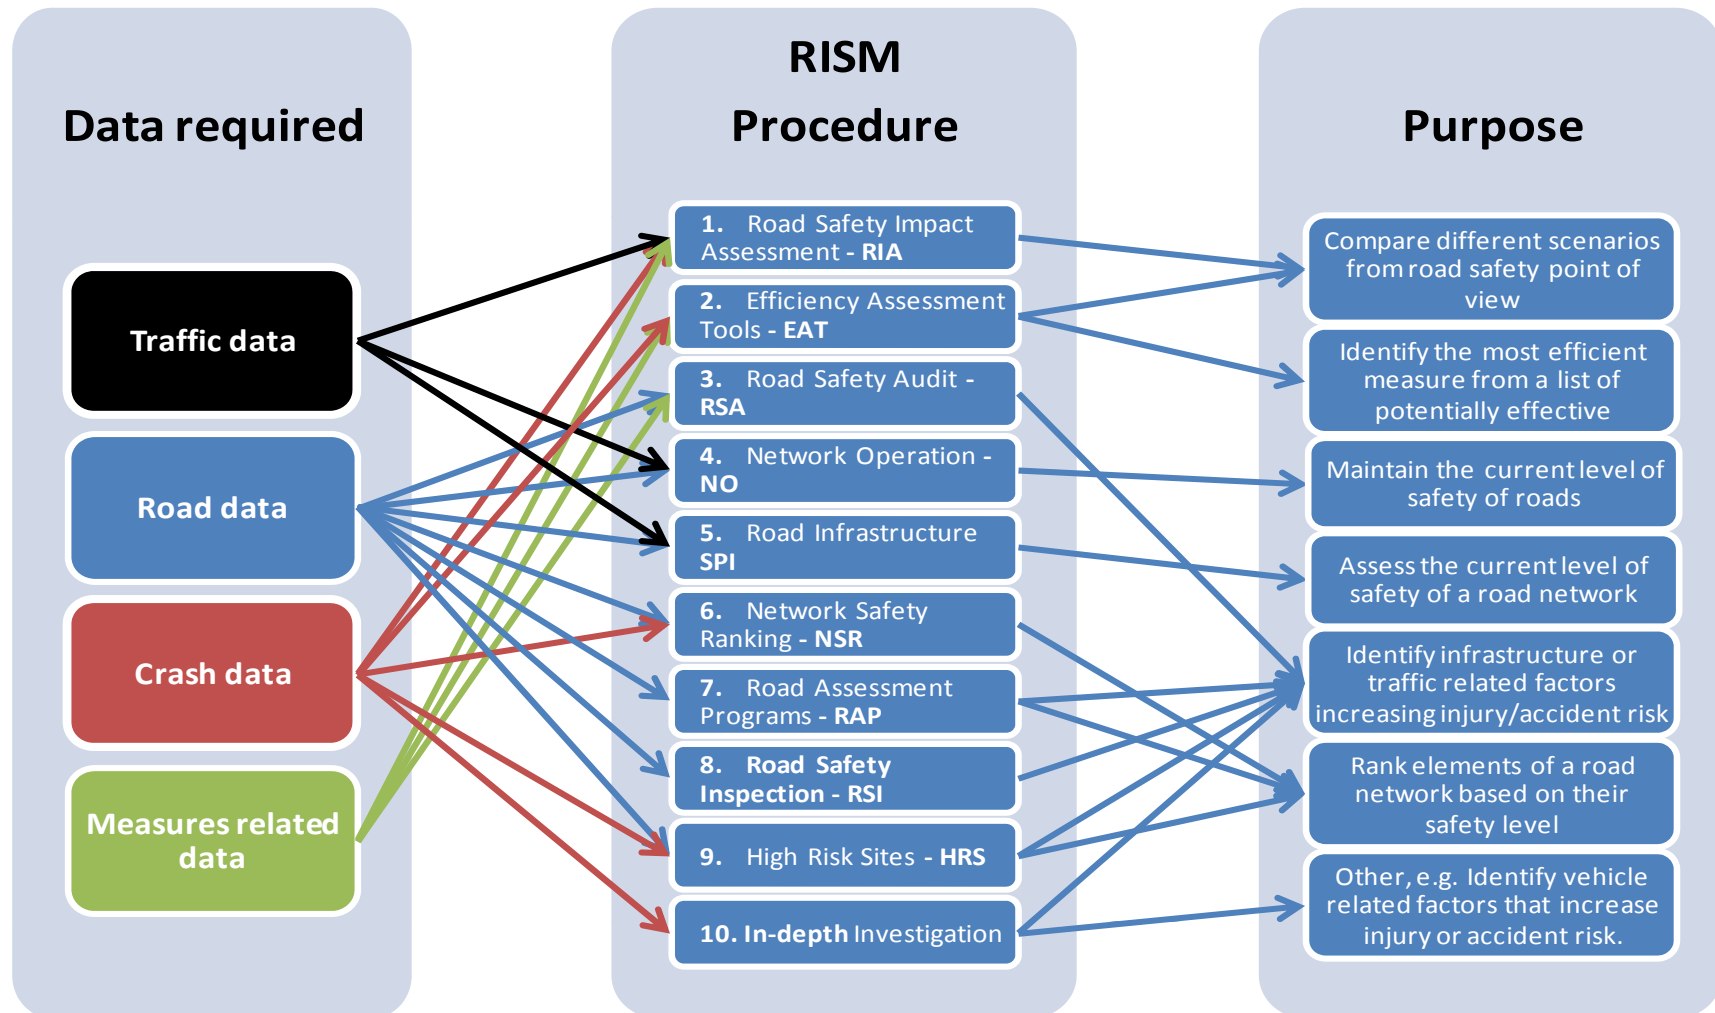 Data required
Traffic data
Road data
Crash data
Measures related
data
RISM
Procedure
1. Road Safety Impact
Assessment - RIA
2. Efficiency Assessment
Tools - EAT
3. Road Safety Audit -
RSA
4. Network Operation -
NO
5. Road Infrastructure
SPI
6. Network Safety
Ranking - NSR
7. Road Assessment
Programs - RAP
8. Road Safety
Inspection - RSI
9. High Risk Sites - HRS
10. In-depth Investigation
Purpose
Compare different scenarios
from road safety point of
view
Identify the most efficient
measure from a list of
potentially effective
Maintain the current level of
safety of roads
Assess the current level of
safety of a road network
Identify infrastructure or
traffic related factors
increasing injury/accident risk
Rank elements of a road
network based on their
safety level
Other, e.g. Identify vehicle
related factors that increase
injury or accident risk.